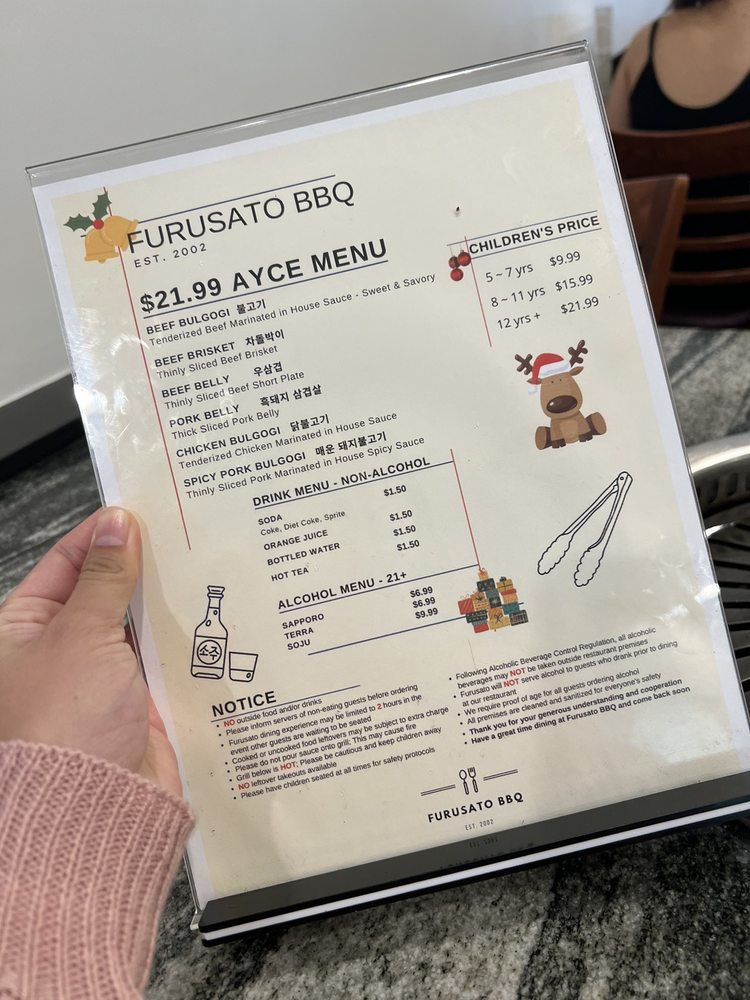 FURUSATO BBQ
EST. 2002
$21.99 AYCE MENU
BEEF BULGOGI 불고기
Tenderized Beef Marinated in House Sauce - Sweet & Savory
BEEF BRISKET 차돌박이
Thinly Sliced Beef Brisket
BEEF BELLY 우삼겹
Thinly Sliced Beef Short Plate
PORK BELLY 흑돼지 삼겹살
Thick Sliced Pork Belly
CHICKEN BULGOGI 닭불고기
Tenderized Chicken Marinated in House Sauce
SPICY PORK BULGOGI 매운 돼지불고기
Thinly Sliced Pork Marinated in House Spicy Sauce
CHILDREN'S PRICE
5 ~ 7 yrs $9.99
8 ~ 11 yrs $15.99
12 yrs + $21.99
DRINK MENU - NON-ALCOHOL
SODA $1.50
Coke, Diet Coke, Sprite
ORANGE JUICE $1.50
BOTTLED WATER $1.50
HOT TEA $1.50
ALCOHOL MENU - 21+
SAPPORO $6.99
TERRA $6.99
SOJU $9.99
소주
NOTICE
• NO outside food and/or drinks
• Please inform servers of non-eating guests before ordering
• Furusato dining experience may be limited to 2 hours in the
event other guests are waiting to be seated
• Cooked or uncooked food leftovers may be subject to extra charge
• Please do not pour sauce onto grill; This may cause fire
• Grill below is HOT; Please be cautious and keep children away
• NO leftover takeouts available
• Please have children seated at all times for safety protocols
• Following Alcoholic Beverage Control Regulation, all alcoholic
beverages may NOT be taken outside restaurant premises
• Furusato will NOT serve alcohol to guests who drank prior to dining
at our restaurant
• We require proof of age for all guests ordering alcohol
• All premises are cleaned and sanitized for everyone's safety
• Thank you for your generous understanding and cooperation
• Have a great time dining at Furusato BBQ and come back soon
FURUSATO BBQ
EST. 2002